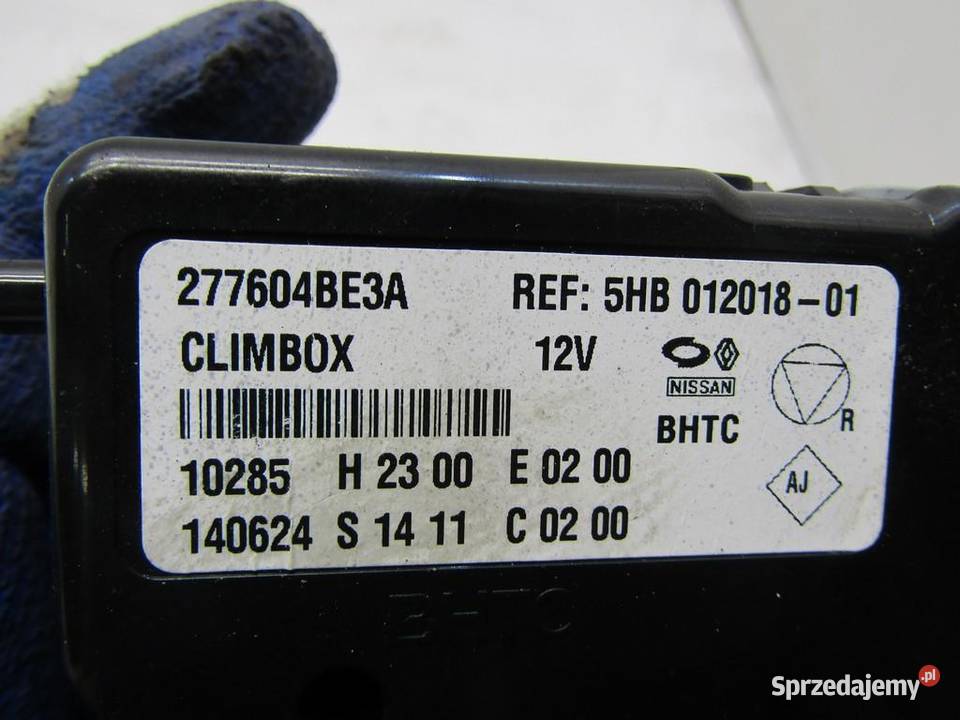 277604BE3A REF: 5HB 012018-01
CLIMBOX 12V
NISSAN
BHTC
R
10285 H 23 00 E 02 00
AJ
140624 S 14 11 C 02 00
BHTC
Sprzedajemy.pl